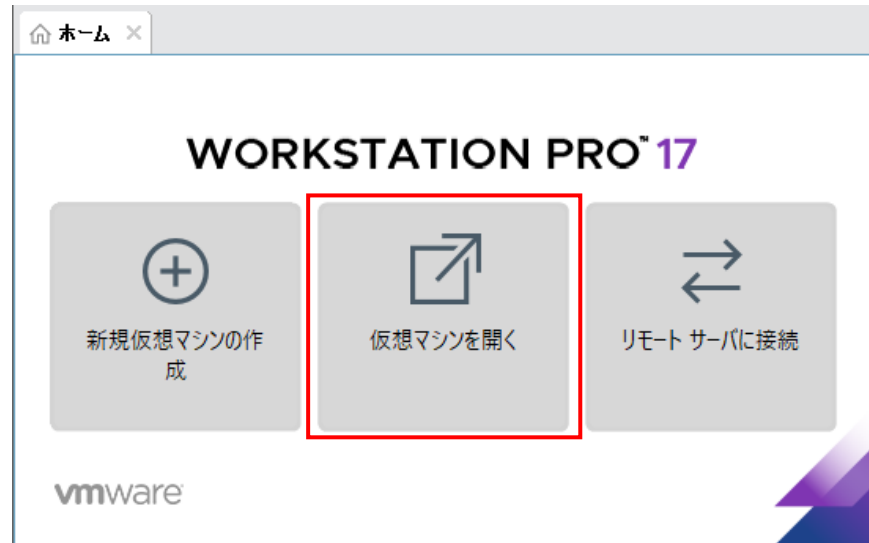 ホーム
WORKSTATION PRO™ 17
新規仮想マシンの作
成
仮想マシンを開く
リモート サーバに接続
vmware